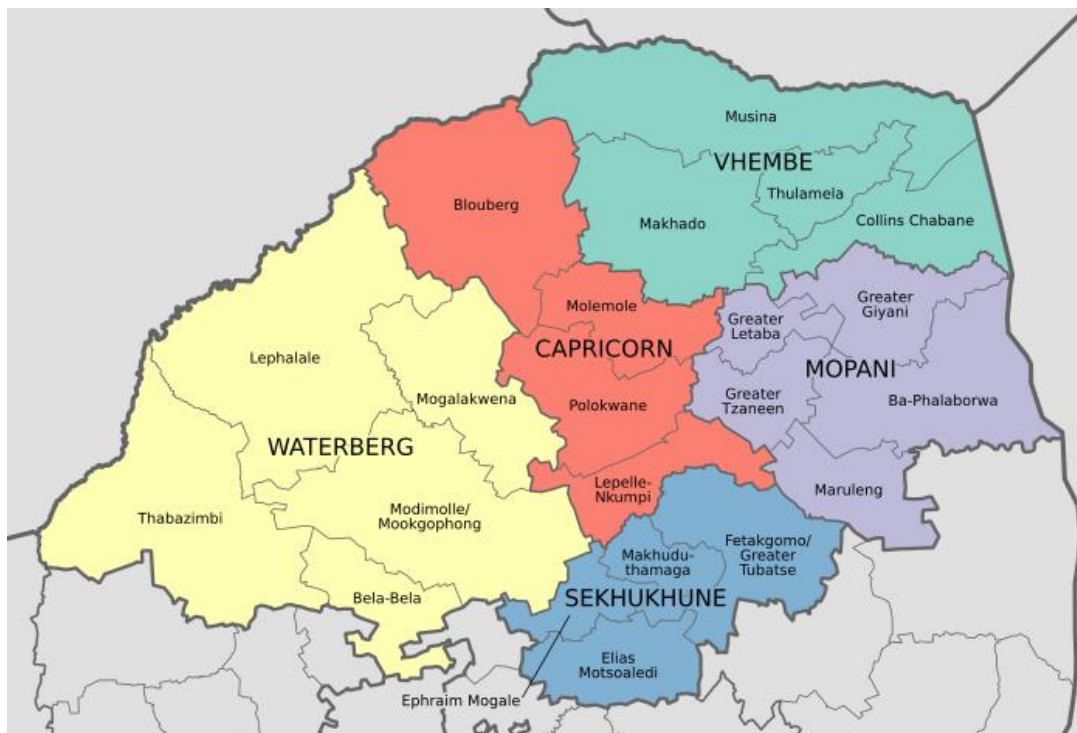 Musina
VHEMBE
Thulamela
Blouberg
Makhado
Collins Chabane
Molemole
Greater
Giyani
Greater
Letaba
CAPRICORN
Lephalale
MOPANI
Mogalakwena
Polokwane
Greater
Tzaneen
Ba-Phalaborwa
WATERBERG
Lepelle-
Nkumpi
Maruleng
Thabazimbi
Modimolle/
Mookgophong
Fetakgomo/
Greater
Tubatse
Makhudu-
thamaga
Bela-Bela
SEKHUKHUNE
Elias
Motsoaledi
Ephraim Mogale